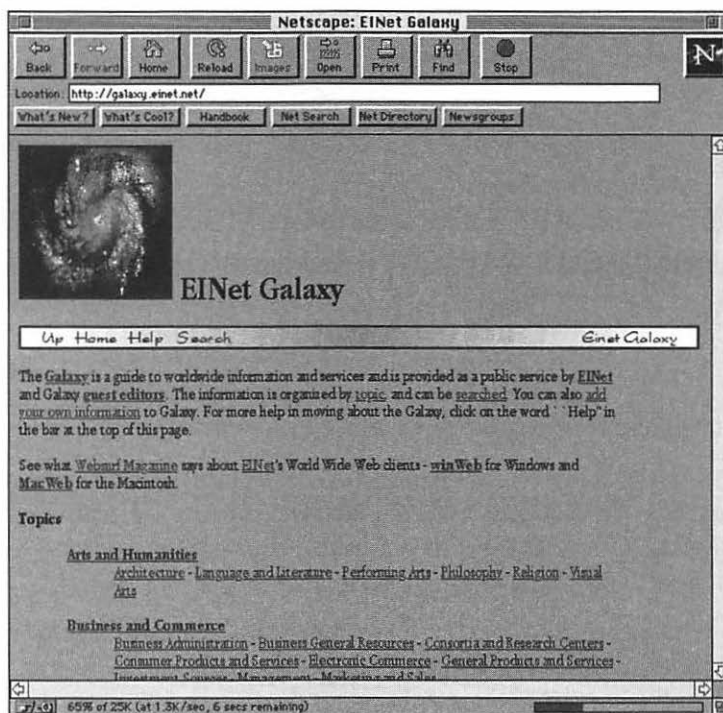 Netscape: EINet Galaxy
Back Forward Home Reload Images Open Print Find Stop
N
Location: http://galaxy.einet.net/
What's New? What's Cool? Handbook Net Search Net Directory Newsgroups
EINet Galaxy
Up Home Help Search Einet Galaxy
The Galaxy is a guide to worldwide information and services and is provided as a public service by EINet
and Galaxy guest editors. The information is organized by topic, and can be searched. You can also add
your own information to Galaxy. For more help in moving about the Galaxy, click on the word ``Help" in
the bar at the top of this page.
See what Websurf Magazine says about EINet's World Wide Web clients - winWeb for Windows and
MacWeb for the Macintosh.
Topics
Arts and Humanities
Architecture - Language and Literature - Performing Arts - Philosophy - Religion - Visual
Arts
Business and Commerce
Business Administration - Business General Resources - Consortia and Research Centers -
Consumer Products and Services - Electronic Commerce - General Products and Services -
Investment Sources - Management - Marketing and Sales
65% of 25K (at 1.3K/sec, 6 secs remaining)